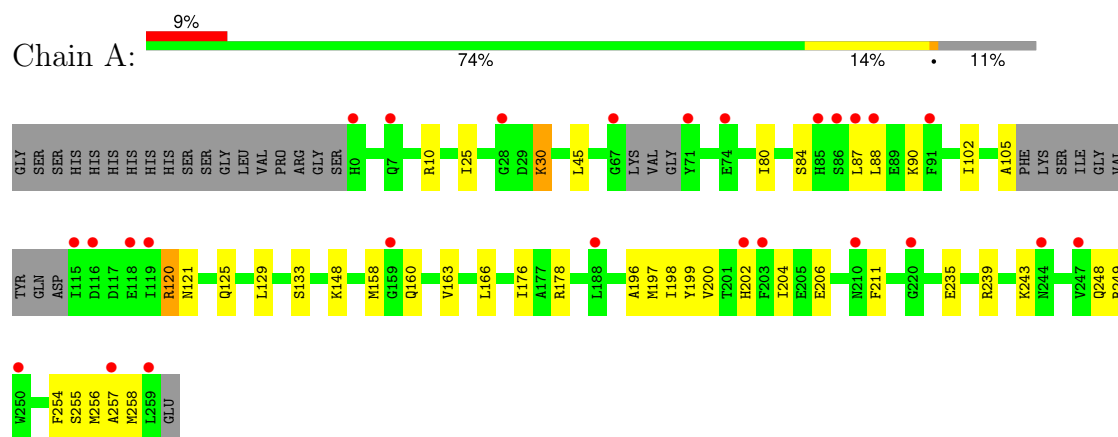 9%
Chain A:
74% 14% • 11%
GLY SER SER HIS HIS HIS HIS HIS HIS SER SER GLY LEU VAL PRO ARG GLY SER H0 Q7 R10 I25 G28 D29 K30 L45 G67 LYS VAL GLY Y71 E74 I80 S84 H85 S86 L87 L88 E89 K90 F91 I102 A105 PHE LYS SER ILE GLY VAL
TYR GLN ASP I115 D116 D117 E118 I119 R120 N121 Q125 L129 S133 K148 M158 G159 Q160 V163 L166 I176 A177 R178 L188 A196 M197 I198 Y199 V200 T201 H202 F203 I204 E205 E206 N210 F211 G220 E235 R239 K243 N244 V247 Q248
W250 F254 S255 M256 A257 M258 L259 GLU